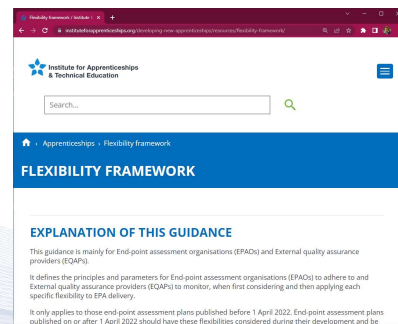 Flexibility framework / Institute f
instituteforapprenticeships.org/developing-new-apprenticeships/resources/flexibility-framework/
Institute for Apprenticeships
& Technical Education
Search...
Apprenticeships › Flexibility framework
FLEXIBILITY FRAMEWORK
EXPLANATION OF THIS GUIDANCE
This guidance is mainly for End-point assessment organisations (EPAOs) and External quality assurance
providers (EQAPs).
It defines the principles and parameters for End-point assessment organisations (EPAOs) to adhere to and
External quality assurance providers (EQAPs) to monitor, when first considering and then applying each
specific flexibility to EPA delivery.
It only applies to those end-point assessment plans published before 1 April 2022. End-point assessment plans
published on or after 1 April 2022 should have these flexibilities considered during their development and be